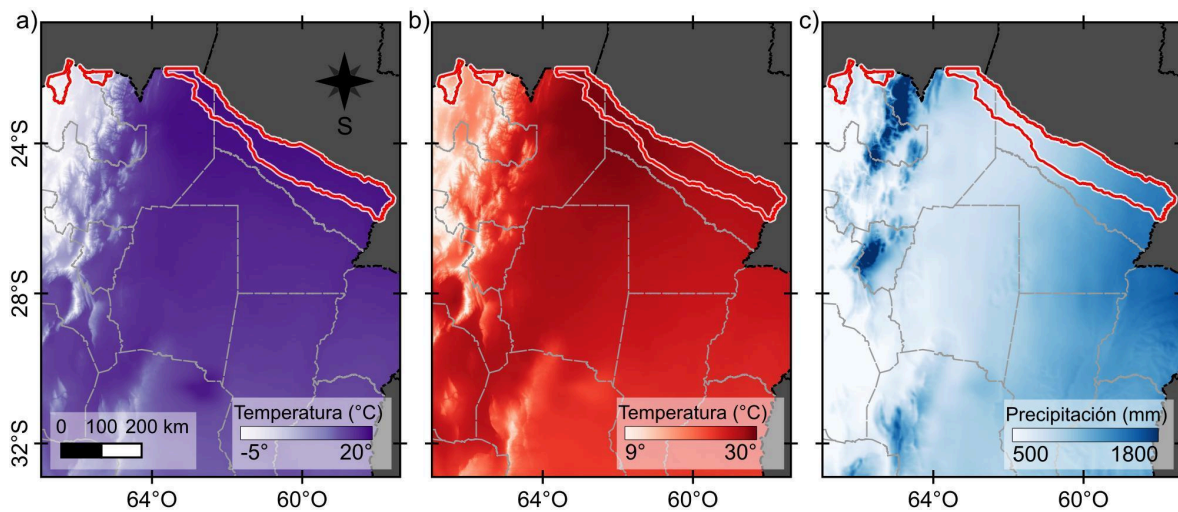 a)
b)
c)
S
24°S
28°S
32°S
0 100 200 km
Temperatura (°C)
-5° 20°
Temperatura (°C)
9° 30°
Precipitación (mm)
500 1800
64°O 60°O
64°O 60°O
64°O 60°O